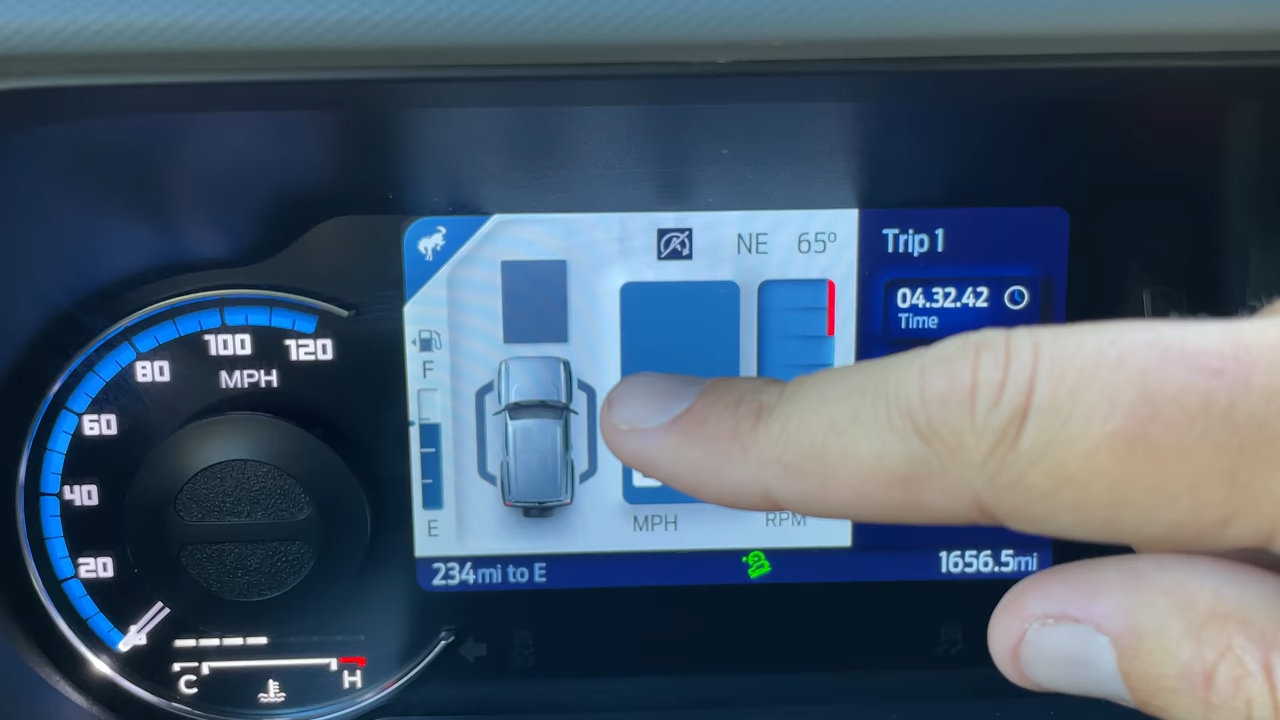 NE 65°
Trip 1
04.32.42
Time
F
E
MPH
RPM
234mi to E
1656.5mi
120
100
80
60
40
20
MPH
C
H